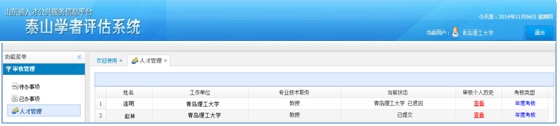 山东省人才公共服务信息平台
泰山学者评估系统
今天是：2014年11月06日 星期四
当前用户： 青岛理工大学 退出
功能菜单 «
审核管理
待办事项
已办事项
人才管理
欢迎使用 × 人才管理 ×
姓名 工作单位 专业技术职务 当前状态 审核个人历史 考核类型
1 连明 青岛理工大学 教授 青岛理工大学 已退回 查看 年度考核
2 赵林 青岛理工大学 教授 已提交 查看 年度考核